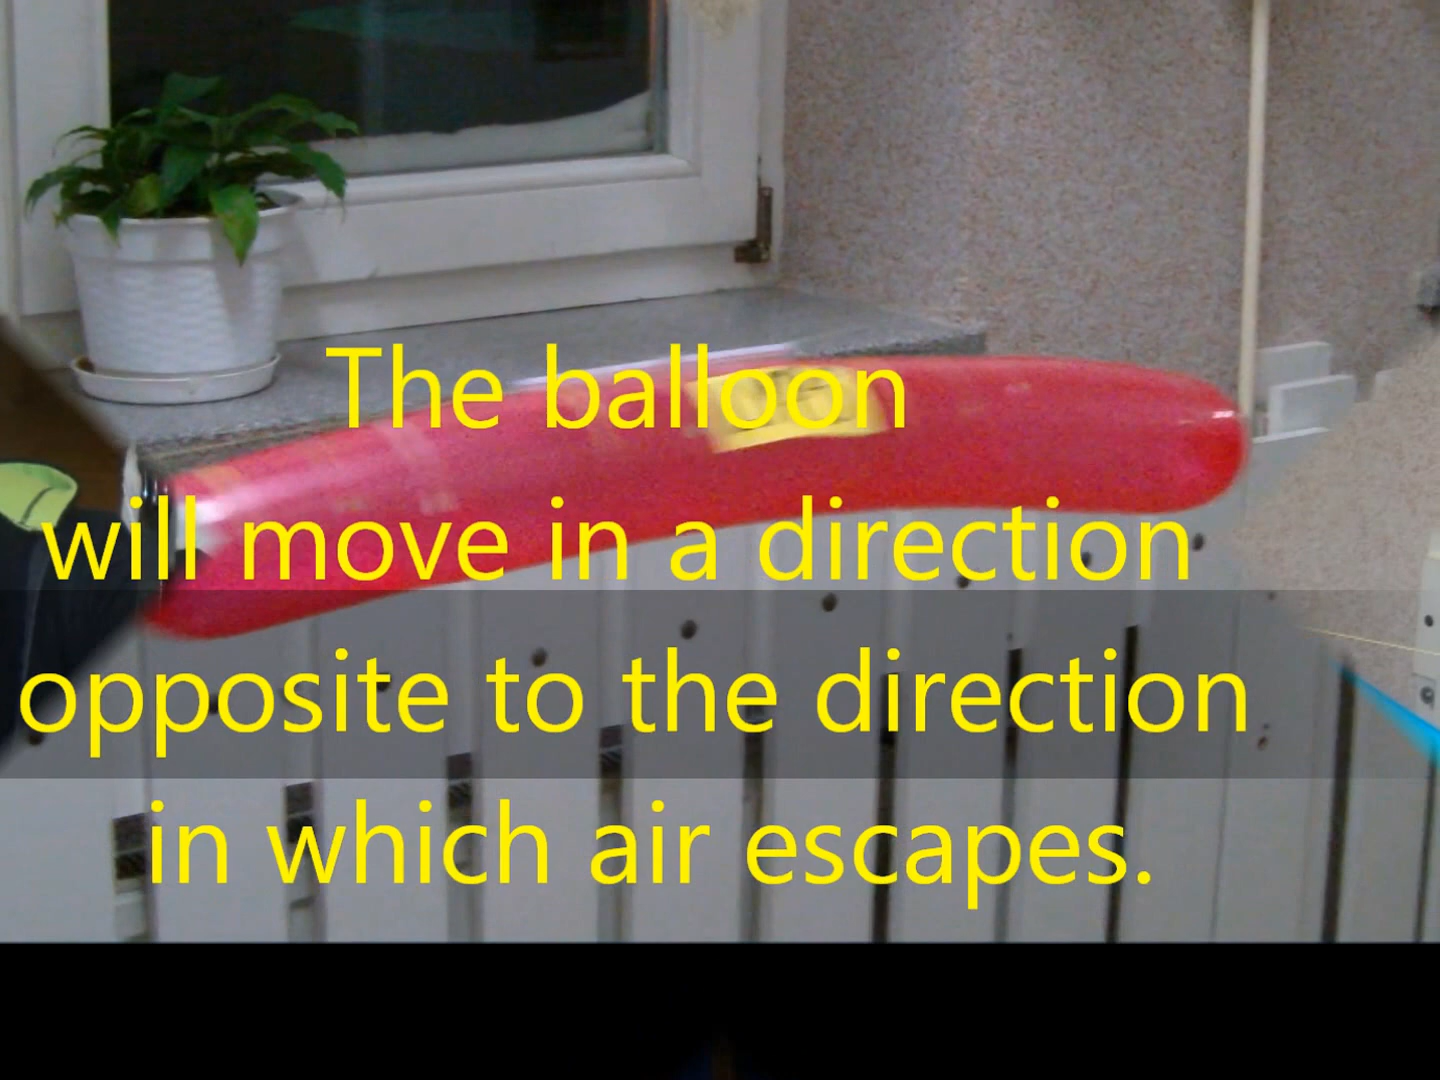 The balloon
will move in a direction
opposite to the direction
in which air escapes.